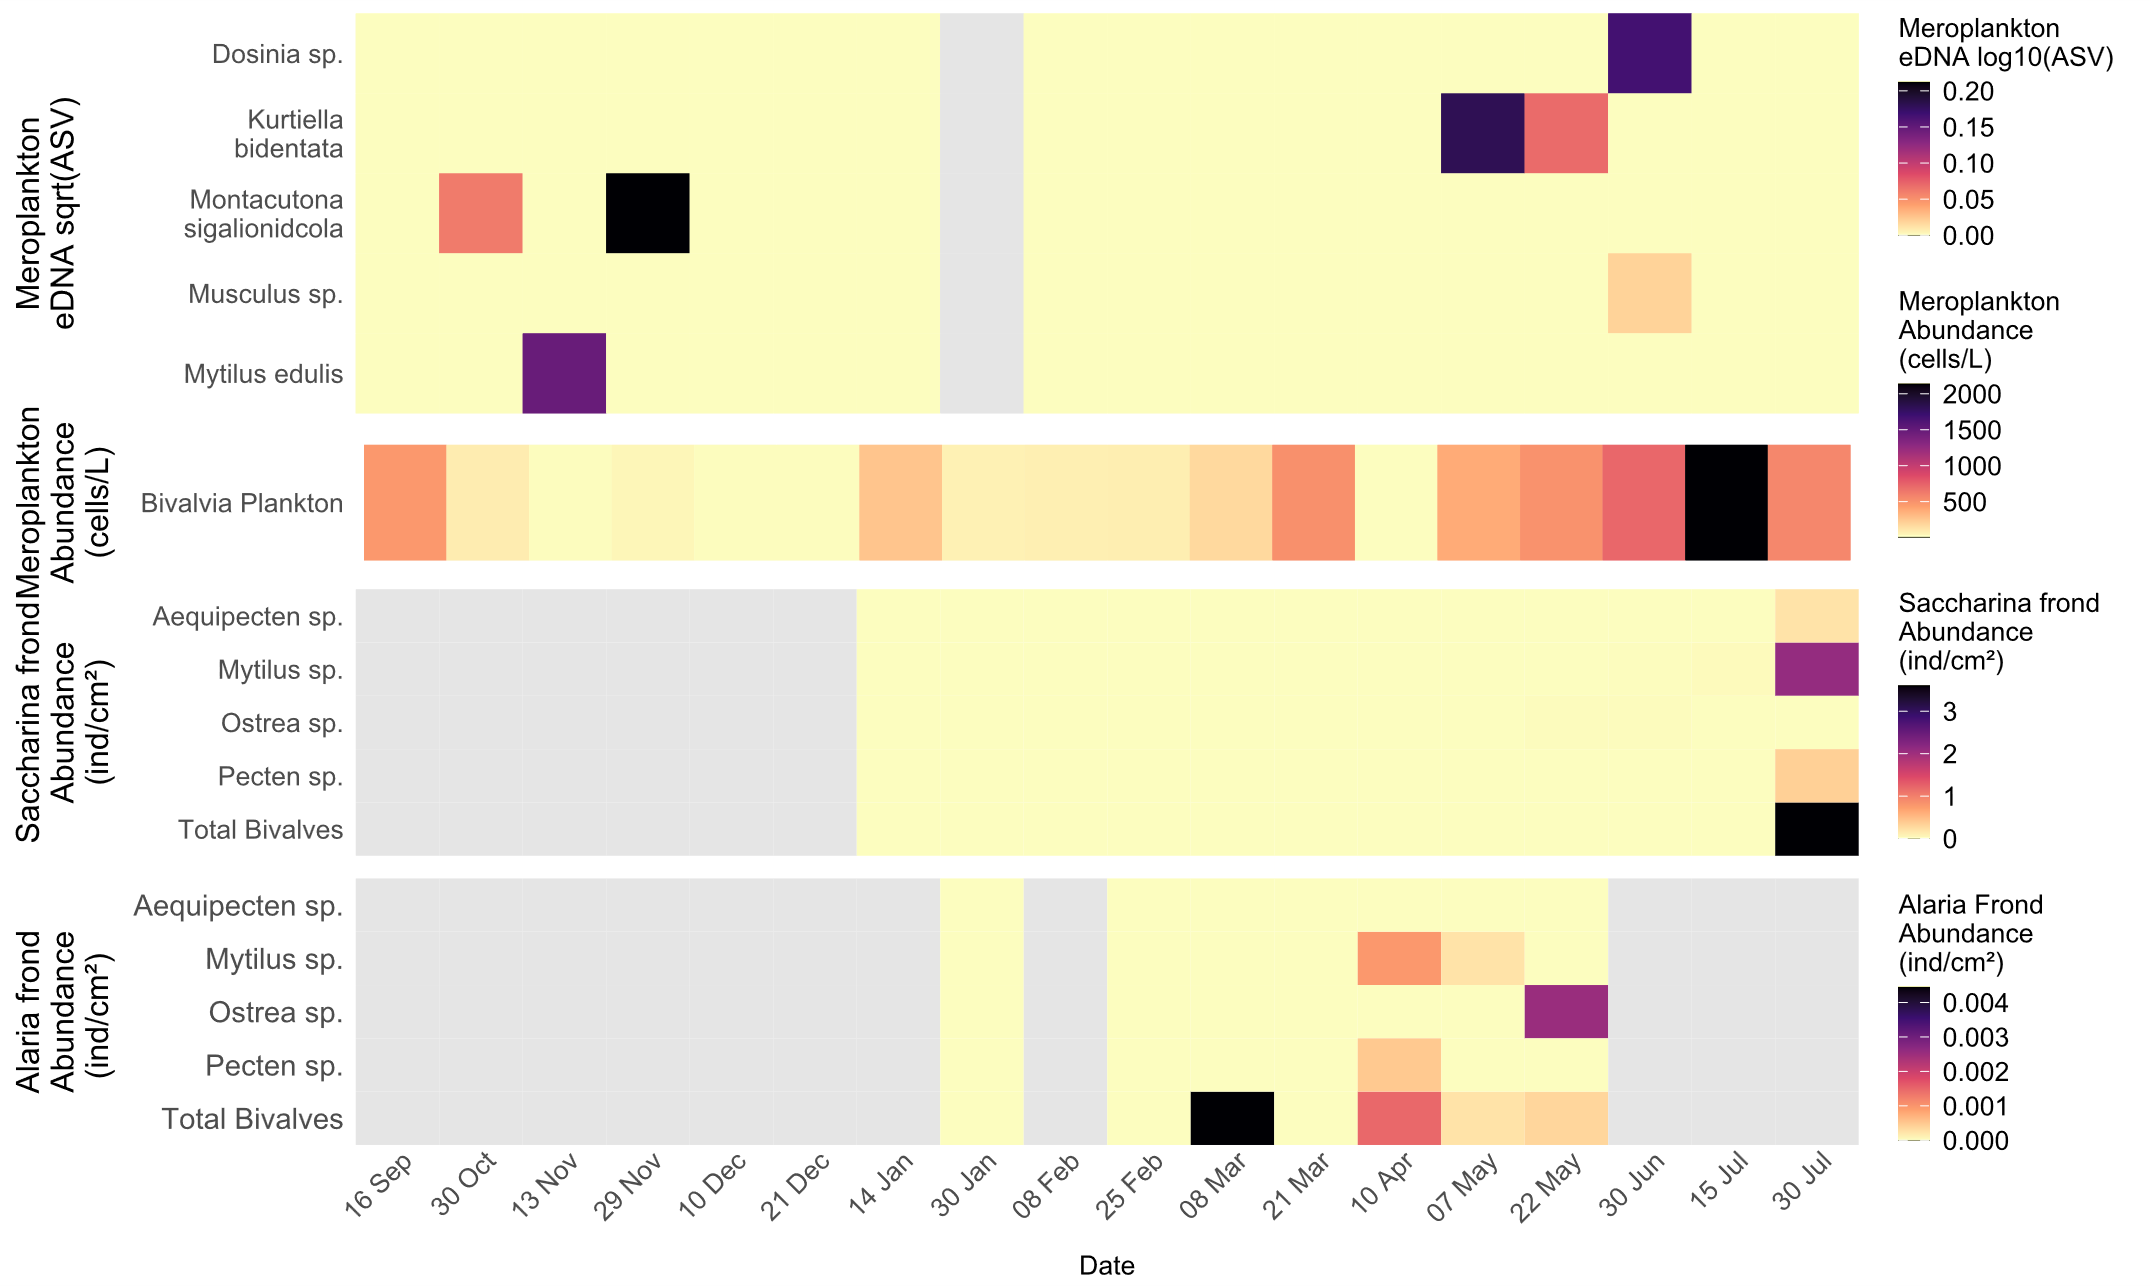 Meroplankton
eDNA sqrt(ASV)
Dosinia sp.
Kurtiella
bidentata
Montacutona
sigalionidcola
Musculus sp.
Mytilus edulis
Meroplankton
eDNA log10(ASV)
0.20
0.15
0.10
0.05
0.00
Meroplankton
Abundance
(cells/L)
Bivalvia Plankton
Meroplankton
Abundance
(cells/L)
2000
1500
1000
500
Saccharina frond
Abundance
(ind/cm²)
Aequipecten sp.
Mytilus sp.
Ostrea sp.
Pecten sp.
Total Bivalves
Saccharina frond
Abundance
(ind/cm²)
3
2
1
0
Alaria frond
Abundance
(ind/cm²)
Aequipecten sp.
Mytilus sp.
Ostrea sp.
Pecten sp.
Total Bivalves
Alaria Frond
Abundance
(ind/cm²)
0.004
0.003
0.002
0.001
0.000
16 Sep
30 Oct
13 Nov
29 Nov
10 Dec
21 Dec
14 Jan
30 Jan
08 Feb
25 Feb
08 Mar
21 Mar
10 Apr
07 May
22 May
30 Jun
15 Jul
30 Jul
Date